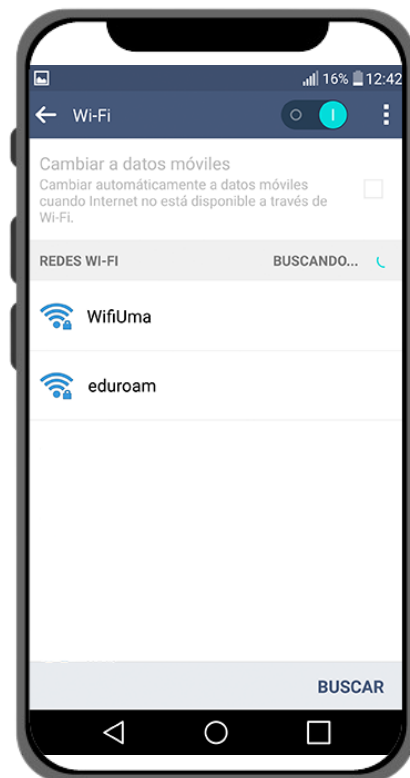 16% 12:42
Wi-Fi
Cambiar a datos móviles
Cambiar automáticamente a datos móviles
cuando Internet no está disponible a través de
Wi-Fi.
REDES WI-FI BUSCANDO...
WifiUma
eduroam
BUSCAR